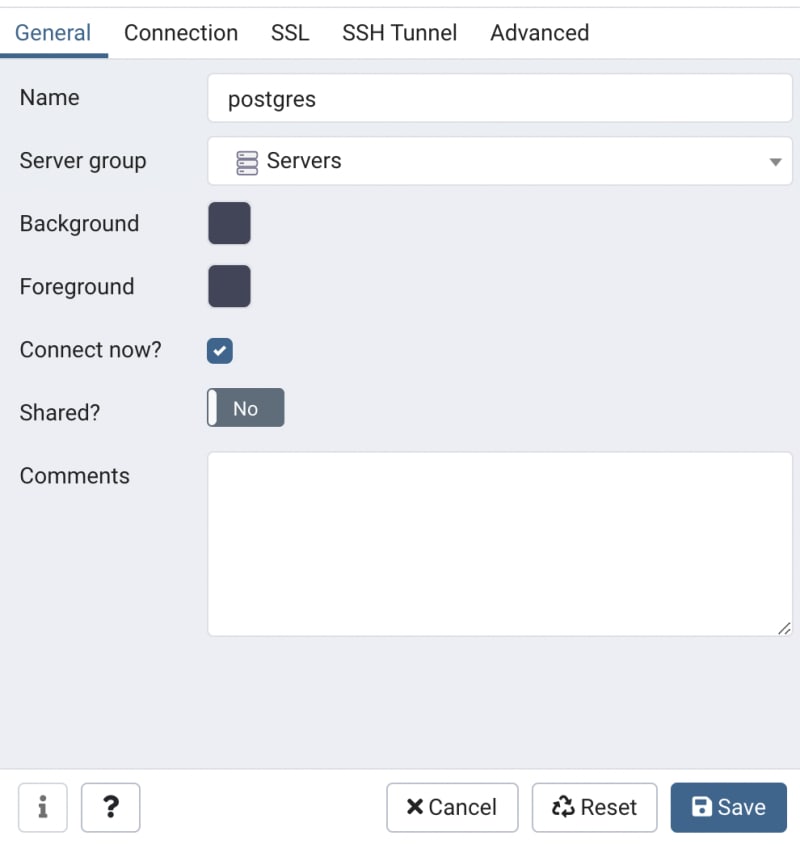 General Connection SSL SSH Tunnel Advanced
Name postgres
Server group Servers
Background
Foreground
Connect now?
Shared? No
Comments
i ? Cancel Reset Save